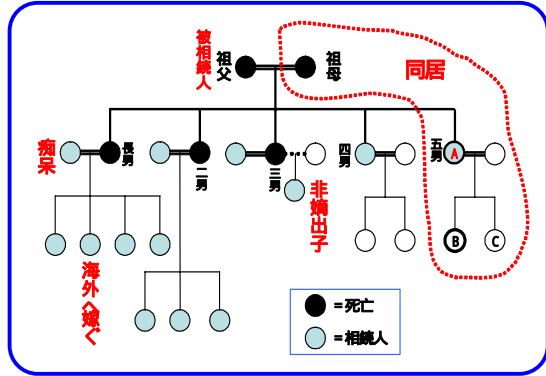 被相続人
祖父
祖母
同居
痴呆
長男
二男
三男
非嫡出子
四男
五男
A
海外へ嫁ぐ
B
C
=死亡
=相続人